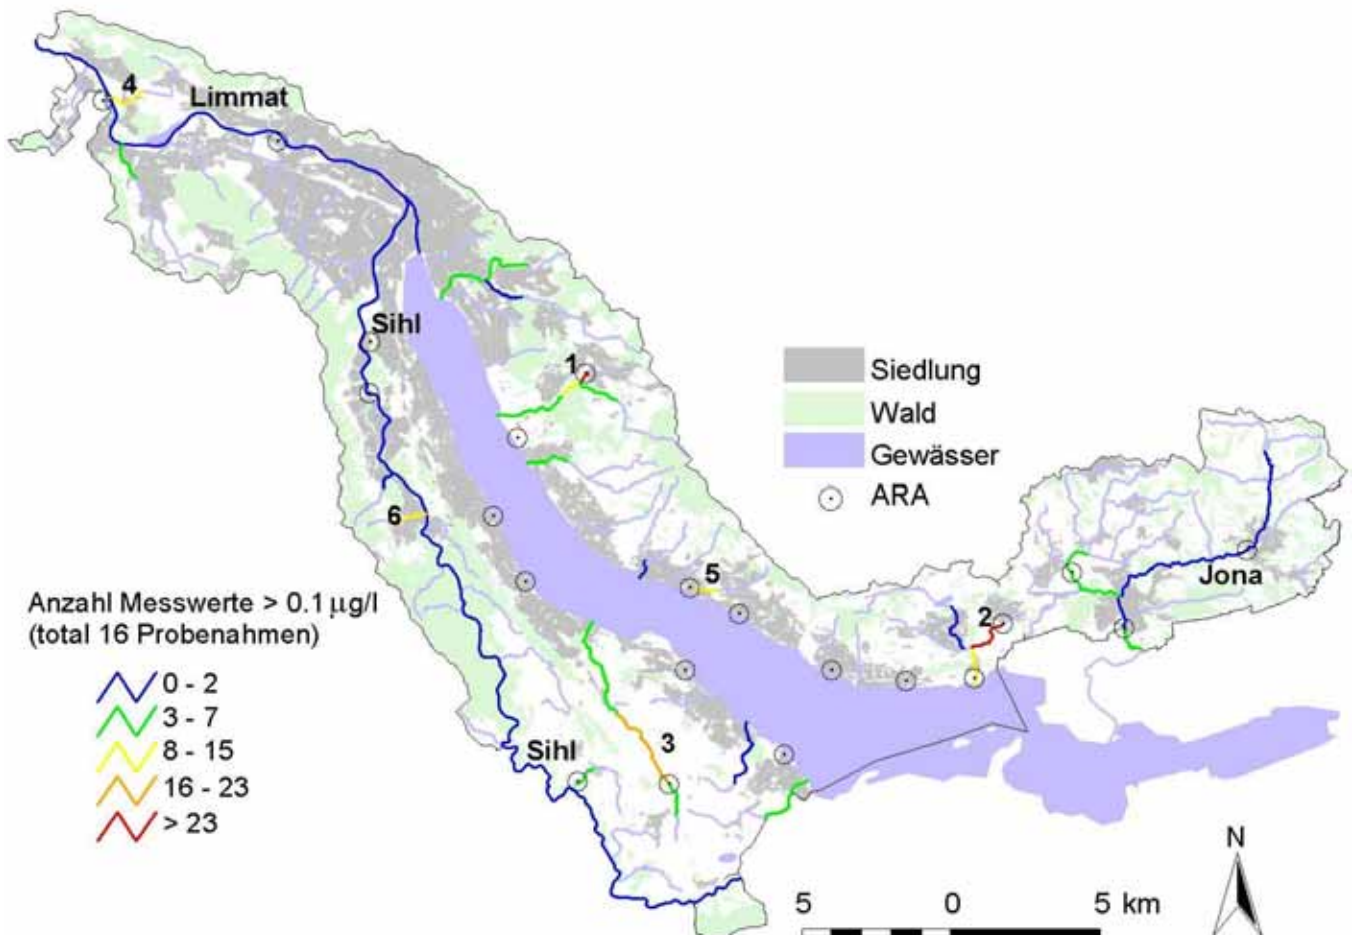 4
Limmat
Sihl
1
Siedlung
Wald
Gewässer
ARA
6
5
2
Jona
Anzahl Messwerte > 0.1 µg/l
(total 16 Probenahmen)
0 - 2
3 - 7
8 - 15
16 - 23
> 23
Sihl
3
N
5 0 5 km